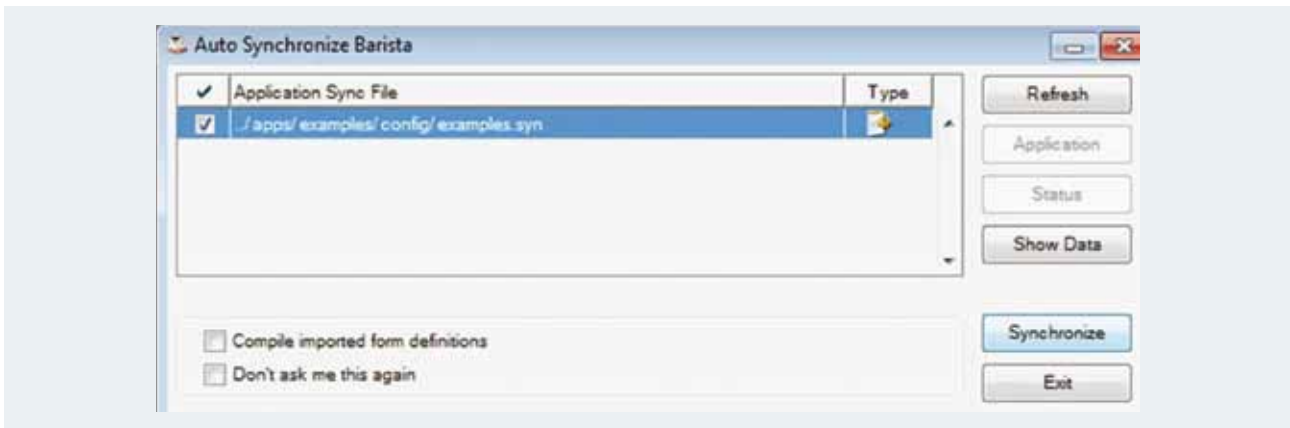 Auto Synchronize Barista
Application Sync File Type
../apps/examples/config/examples.syn
Refresh
Application
Status
Show Data
Compile imported form definitions
Don't ask me this again
Synchronize
Exit